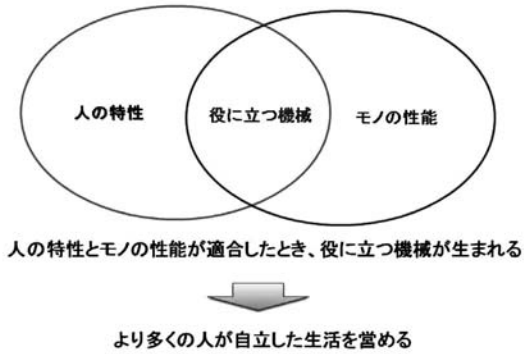 人の特性
役に立つ機械
モノの性能
人の特性とモノの性能が適合したとき、役に立つ機械が生まれる
より多くの人が自立した生活を営める